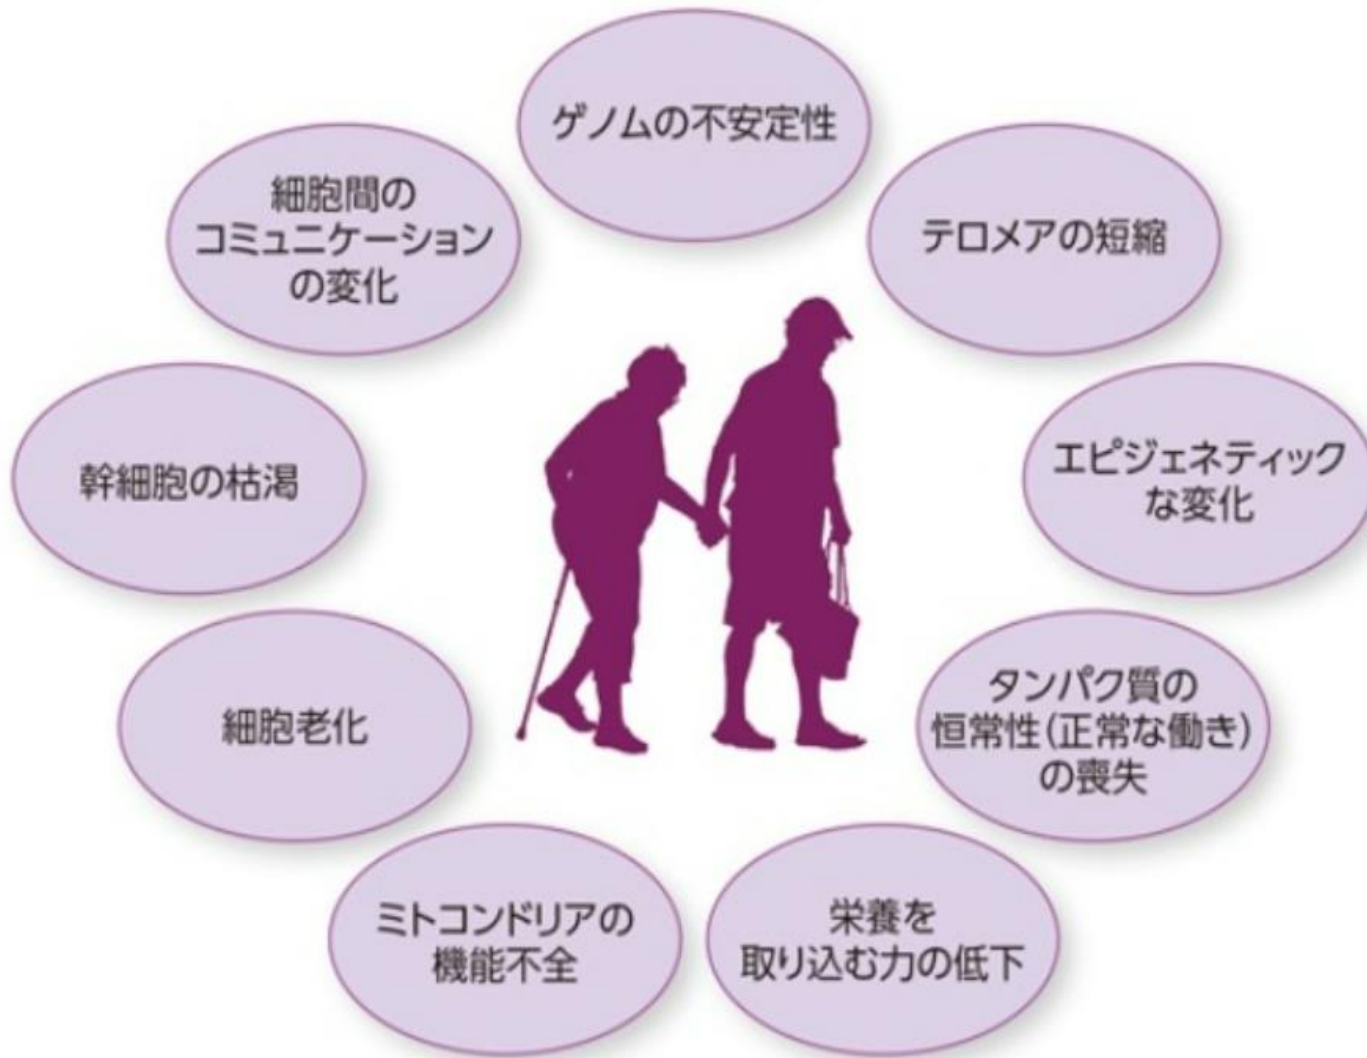 ゲノムの不安定性
テロメアの短縮
エピジェネティック
な変化
タンパク質の
恒常性(正常な働き)
の喪失
栄養を
取り込む力の低下
ミトコンドリアの
機能不全
細胞老化
幹細胞の枯渇
細胞間の
コミュニケーション
の変化